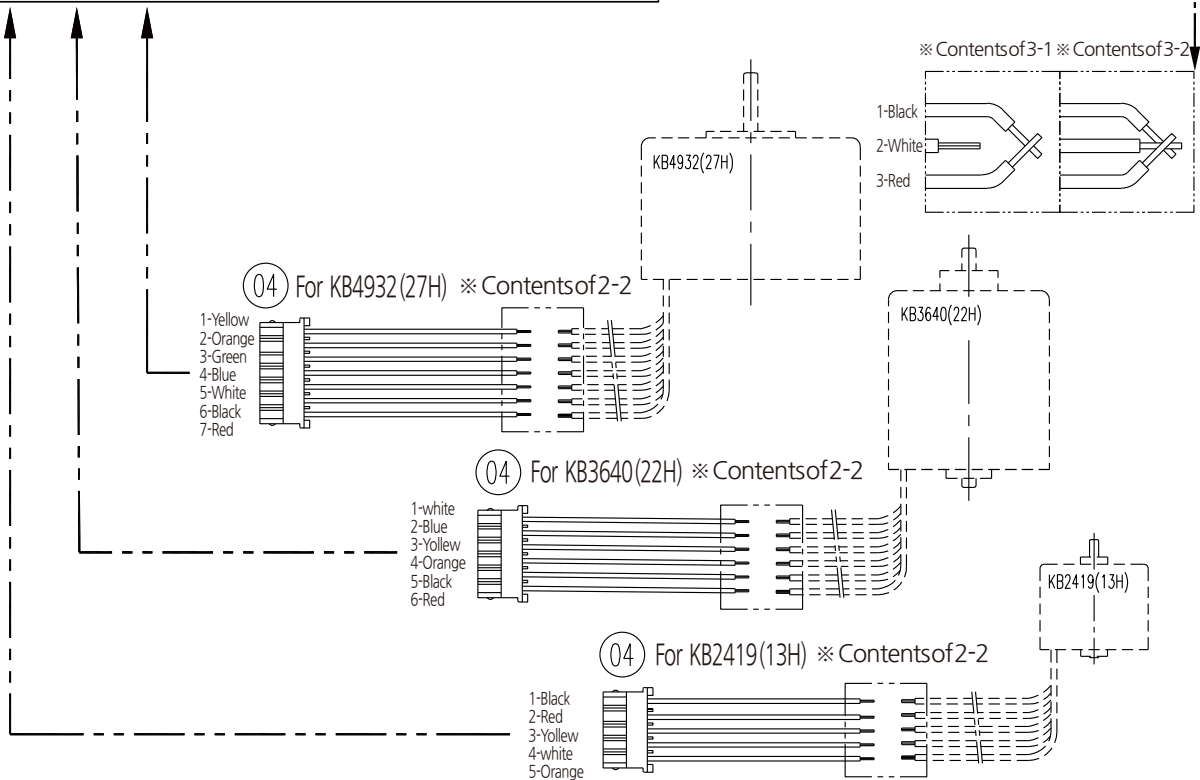 ※Contentsof3-1 ※Contentsof3-2
1-Black
2-White
3-Red
KB4932(27H)
04 For KB4932(27H) ※Contentsof2-2
1-Yellow
2-Orange
3-Green
4-Blue
5-White
6-Black
7-Red
KB3640(22H)
04 For KB3640(22H) ※Contentsof2-2
1-white
2-Blue
3-Yollew
4-Orange
5-Black
6-Red
KB2419(13H)
04 For KB2419(13H) ※Contentsof2-2
1-Black
2-Red
3-Yollew
4-white
5-Orange